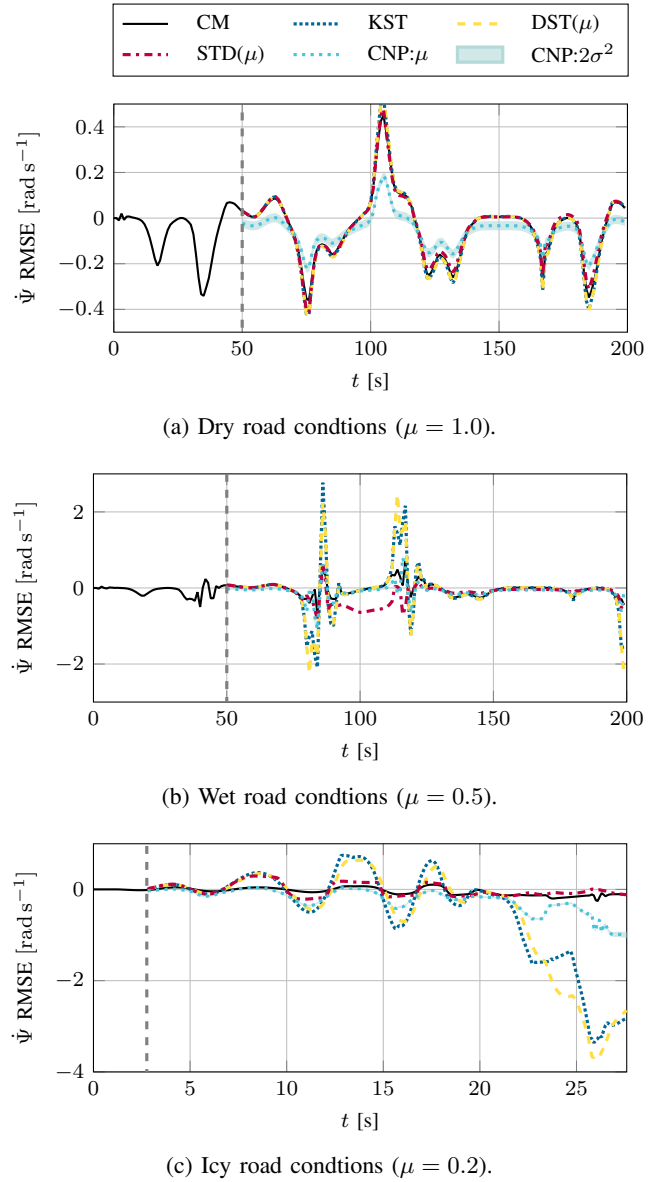 CM KST DST(μ)
STD(μ) CNP:μ CNP:2σ²
0.4
0.2
0
−0.2
−0.4
Ψ̇ RMSE [rad s⁻¹]
0 50 100 150 200
t [s]
(a) Dry road condtions (μ = 1.0).
2
0
−2
Ψ̇ RMSE [rad s⁻¹]
0 50 100 150 200
t [s]
(b) Wet road condtions (μ = 0.5).
0
−2
−4
Ψ̇ RMSE [rad s⁻¹]
0 5 10 15 20 25
t [s]
(c) Icy road condtions (μ = 0.2).